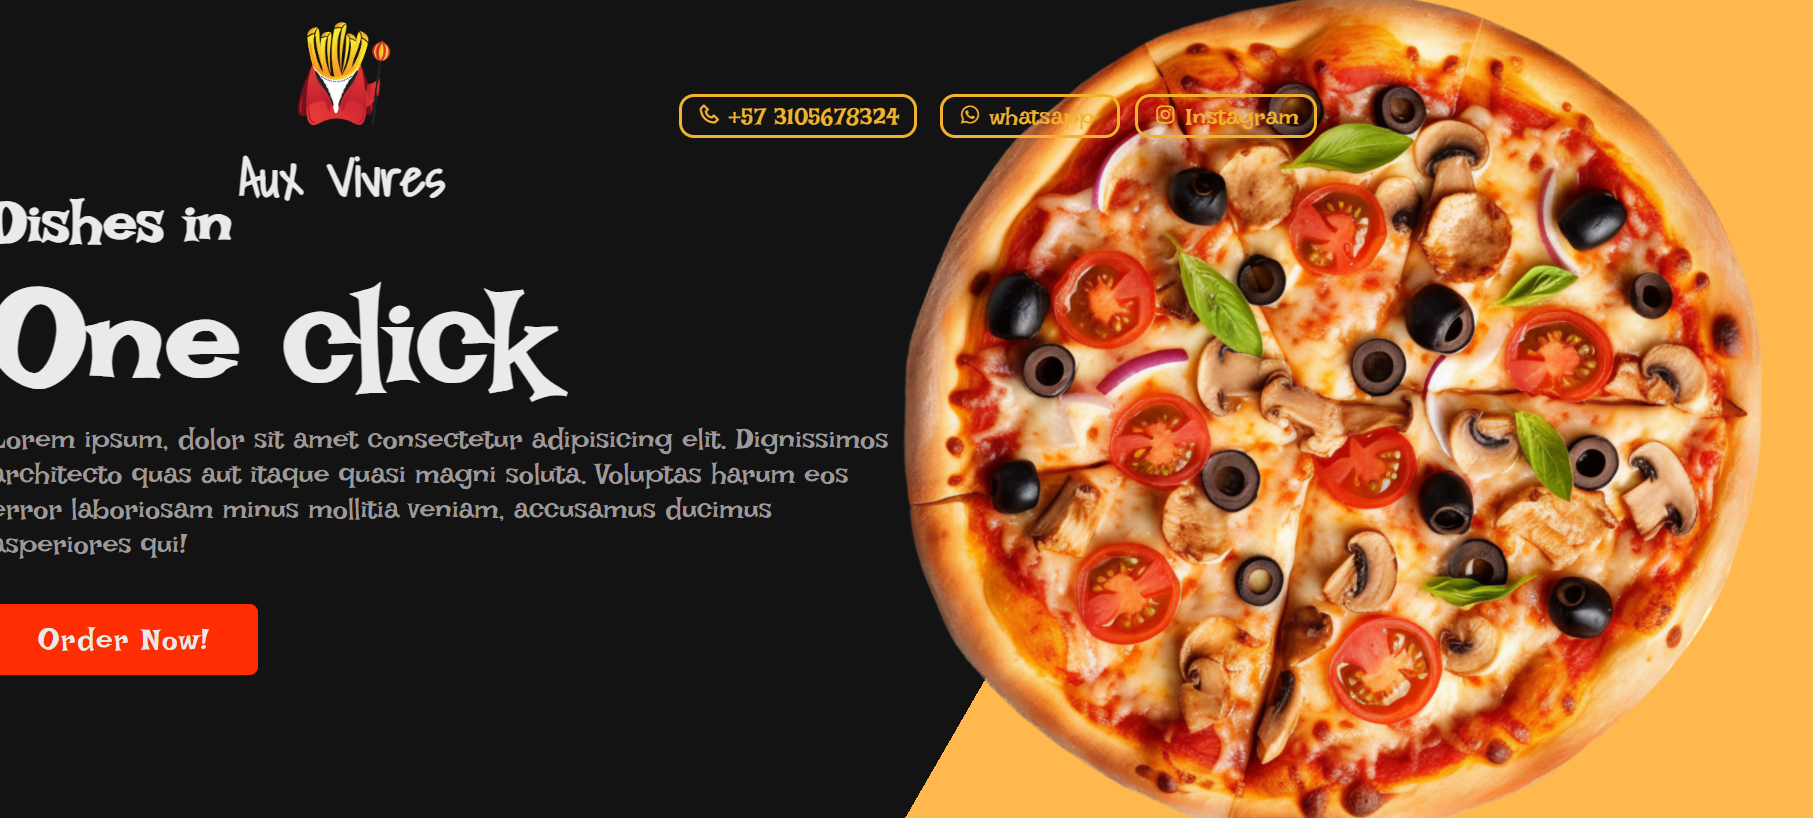 Aux Vivres
+57 3105678324
whatsapp
Instagram
Dishes in
One click
Lorem ipsum, dolor sit amet consectetur adipisicing elit. Dignissimos
architecto quas aut itaque quasi magni soluta. Voluptas harum eos
error laboriosam minus mollitia veniam, accusamus ducimus
asperiores qui!
Order Now!